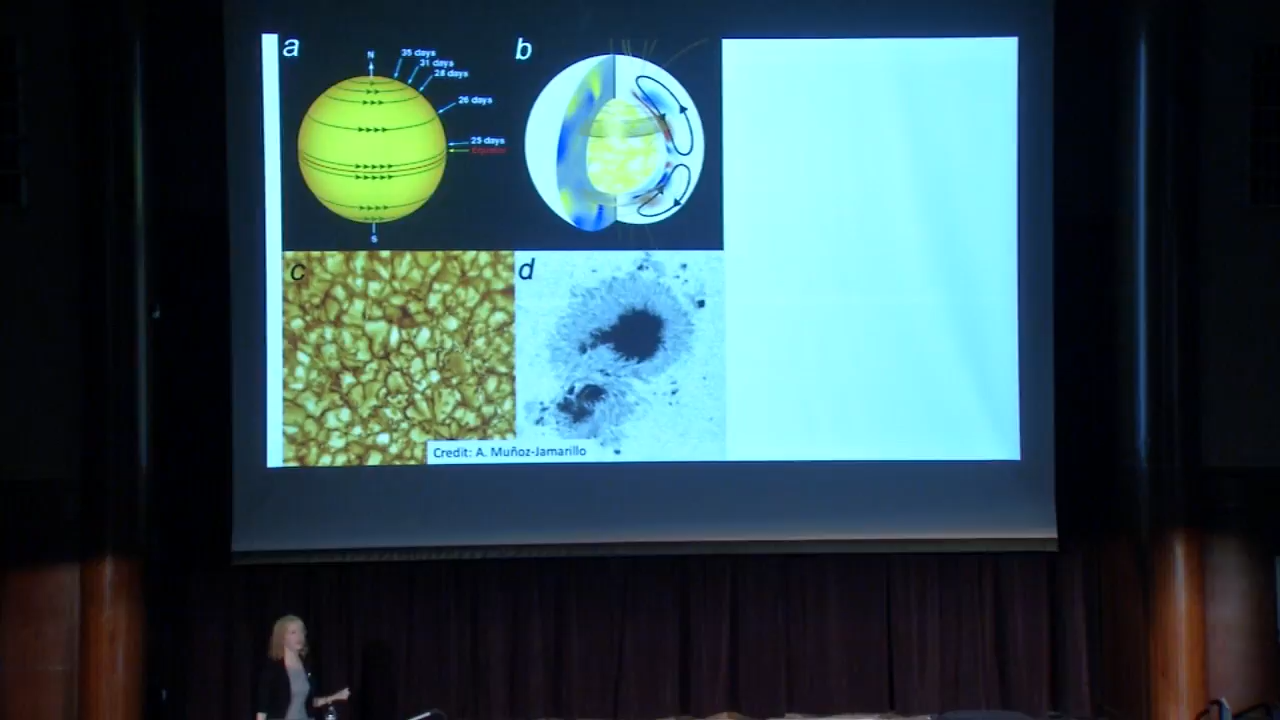 a
N
35 days
31 days
28 days
26 days
25 days
Equator
S
b
c
d
Credit: A. Muñoz-Jamarillo